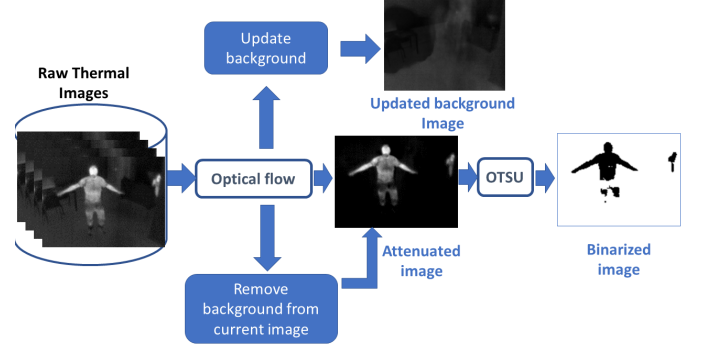 Update
background
Raw Thermal
Images
Updated background
Image
Optical flow
OTSU
Attenuated
image
Binarized
image
Remove
background from
current image